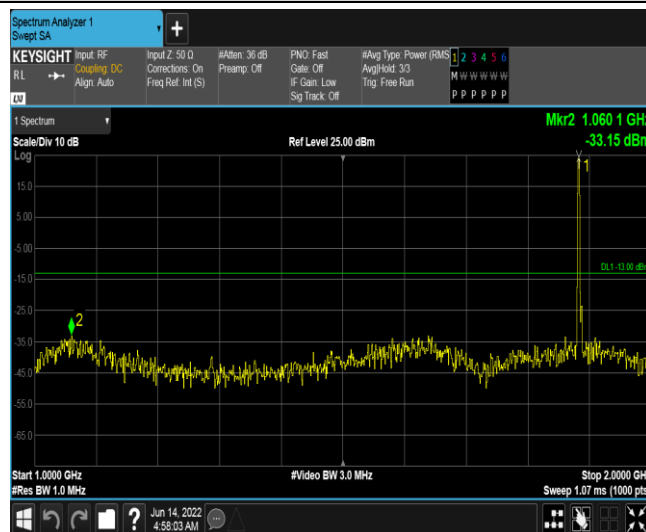 Spectrum Analyzer 1
Swept SA
+
KEYSIGHT
RL
Input: RF
Coupling: DC
Align: Auto
Input Z: 50 Ω
Corrections: On
Freq Ref: Int (S)
#Atten: 36 dB
Preamp: Off
PNO: Fast
Gate: Off
IF Gain: Low
Sig Track: Off
#Avg Type: Power (RMS
Avg|Hold: 3/3
Trig: Free Run
1 2 3 4 5 6
M W W W W W
P P P P P P
LW
1 Spectrum
Mkr2 1.060 1 GHz
Scale/Div 10 dB
Ref Level 25.00 dBm
-33.15 dBm
Log
1
15.0
5.00
-5.00
DL1 -13.00 dBm
-15.0
-25.0
2
-35.0
-45.0
-55.0
-65.0
Start 1.0000 GHz
#Video BW 3.0 MHz
Stop 2.0000 GHz
#Res BW 1.0 MHz
Sweep 1.07 ms (1000 pts
?
Jun 14, 2022
4:58:03 AM